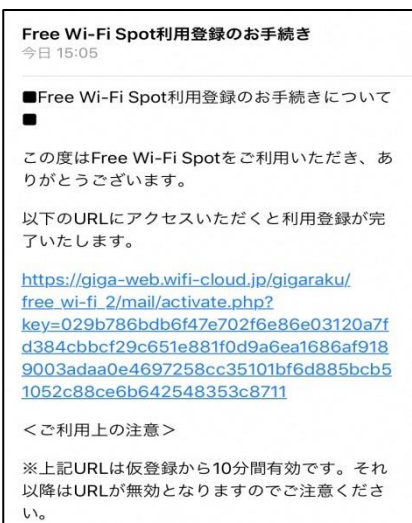 Free Wi-Fi Spot利用登録のお手続き
今日 15:05
■Free Wi-Fi Spot利用登録のお手続きについて
■
この度はFree Wi-Fi Spotをご利用いただき、あ
りがとうございます。
以下のURLにアクセスいただくと利用登録が完
了いたします。
https://giga-web.wifi-cloud.jp/gigaraku/
free_wi-fi_2/mail/activate.php?
key=029b786bdb6f47e702f6e86e03120a7f
d384cbbcf29c651e881f0d9a6ea1686af918
9003adaa0e4697258cc35101bf6d885bcb5
1052c88ce6b642548353c8711
＜ご利用上の注意＞
※上記URLは仮登録から10分間有効です。それ
以降はURLが無効となりますのでご注意くださ
い。